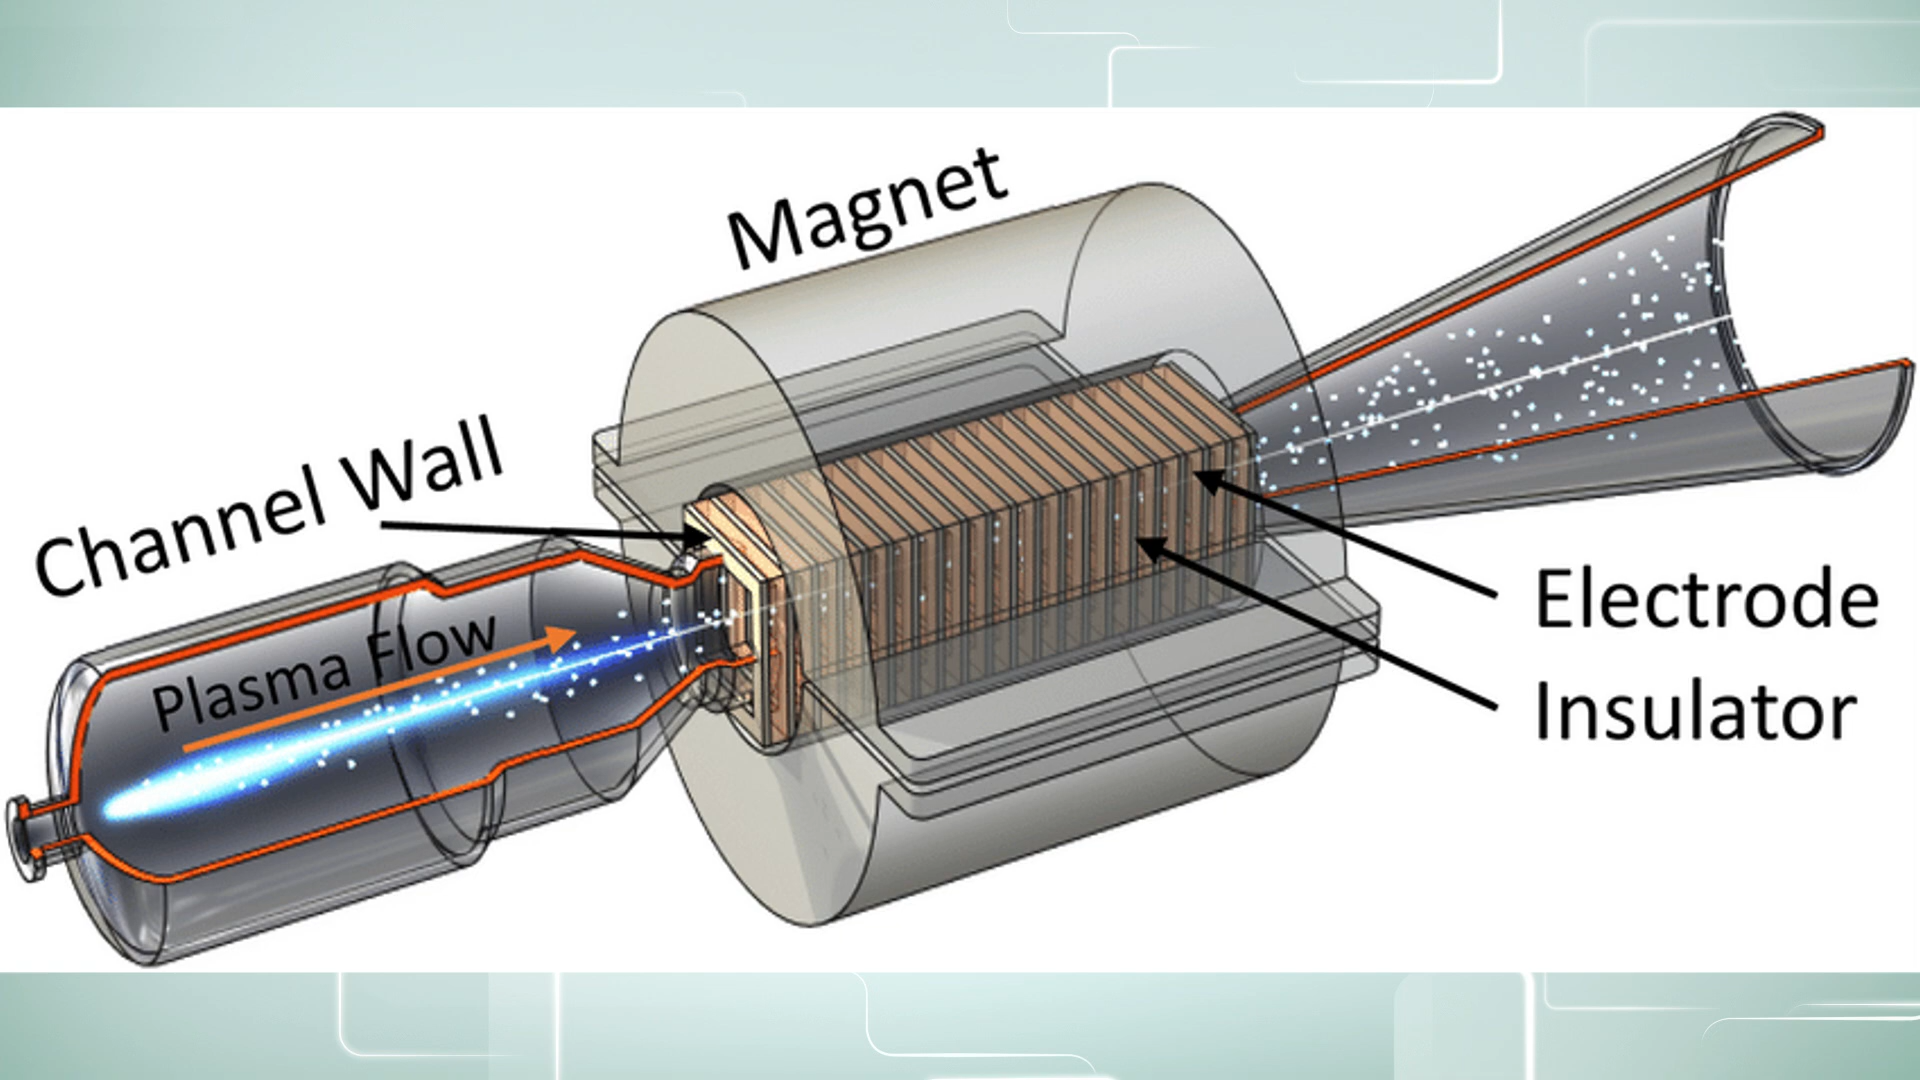 Magnet
Channel Wall
Plasma Flow
Electrode
Insulator